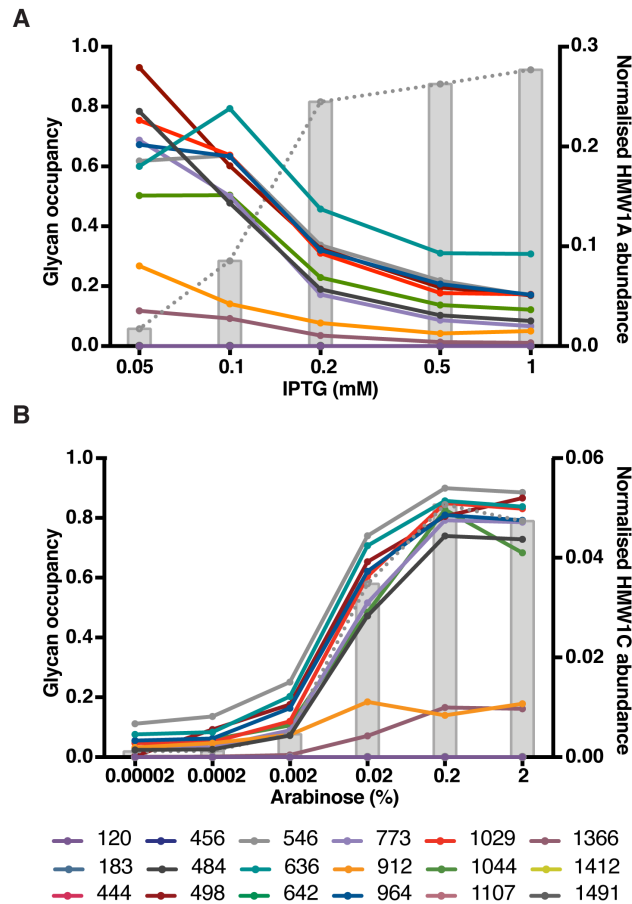 A
1.0
0.8
0.6
0.4
0.2
0.0
Glycan occupancy
0.3
0.2
0.1
0.0
Normalised HMW1A abundance
0.05 0.1 0.2 0.5 1
IPTG (mM)
B
1.0
0.8
0.6
0.4
0.2
0.0
Glycan occupancy
0.06
0.04
0.02
0.00
Normalised HMW1C abundance
0.00002 0.0002 0.002 0.02 0.2 2
Arabinose (%)
120 456 546 773 1029 1366
183 484 636 912 1044 1412
444 498 642 964 1107 1491